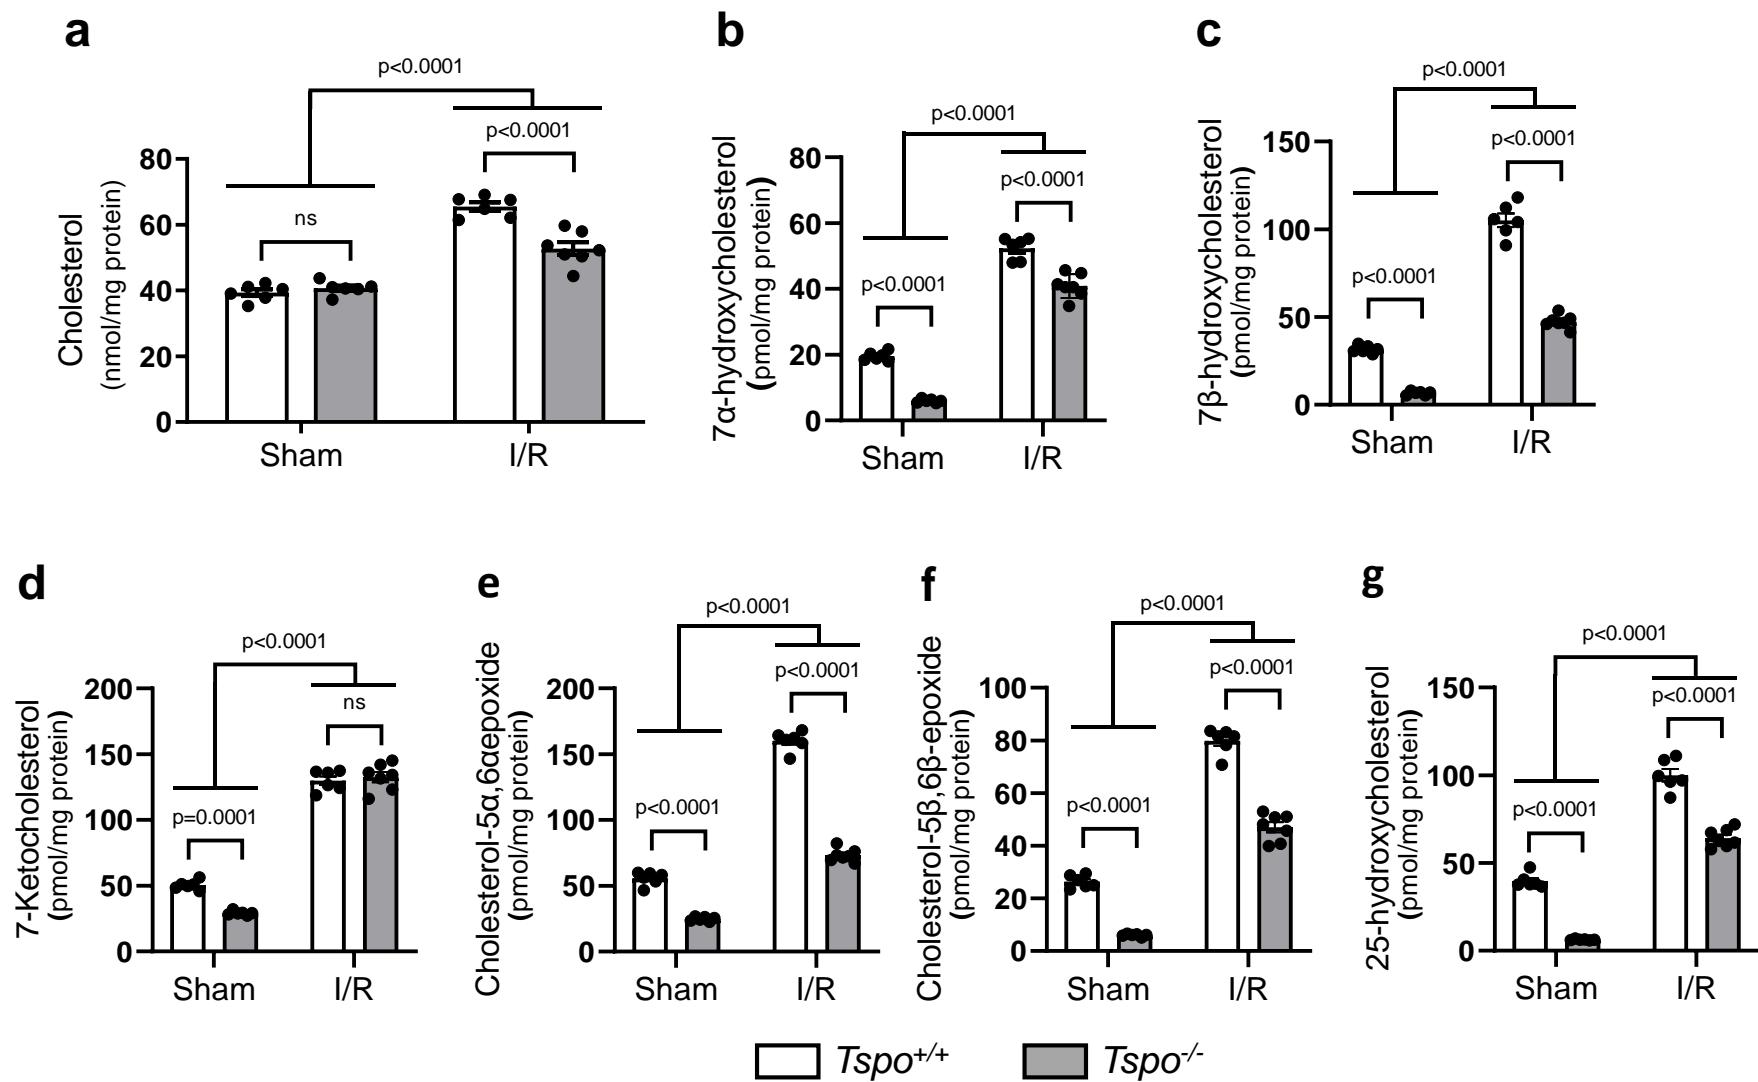 a
p<0.0001
p<0.0001
ns
Cholesterol
(nmol/mg protein)
80
60
40
20
0
Sham
I/R
b
p<0.0001
p<0.0001
p<0.0001
7α-hydroxycholesterol
(pmol/mg protein)
80
60
40
20
0
Sham
I/R
c
p<0.0001
p<0.0001
p<0.0001
7β-hydroxycholesterol
(pmol/mg protein)
150
100
50
0
Sham
I/R
d
p<0.0001
ns
p=0.0001
7-Ketocholesterol
(pmol/mg protein)
200
150
100
50
0
Sham
I/R
e
p<0.0001
p<0.0001
p<0.0001
Cholesterol-5α,6αepoxide
(pmol/mg protein)
200
150
100
50
0
Sham
I/R
f
p<0.0001
p<0.0001
p<0.0001
Cholesterol-5β,6β-epoxide
(pmol/mg protein)
100
80
60
40
20
0
Sham
I/R
g
p<0.0001
p<0.0001
p<0.0001
25-hydroxycholesterol
(pmol/mg protein)
150
100
50
0
Sham
I/R
Tspo+/+
Tspo-/-